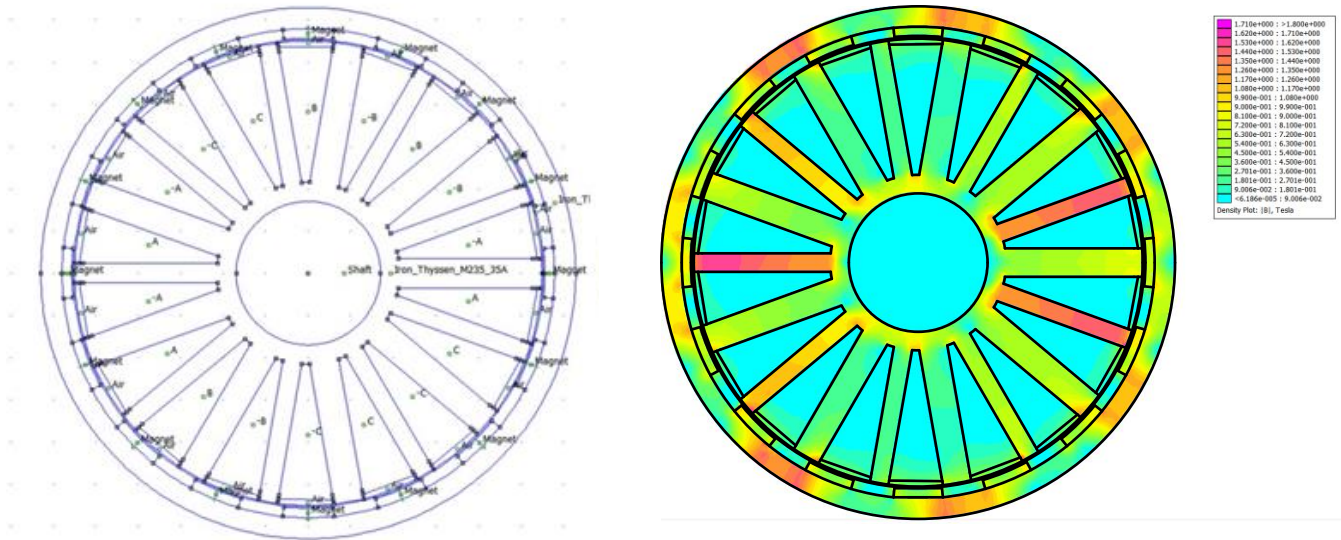 Magnet
Air
Magnet
Magnet
Air
B
C
-B
Magnet
Air
Magnet
-C
B
Air
Magnet
-A
-B
Magnet
Iron_Tl
Air
A
-A
Air
Magnet
Shaft
Iron_Thyssen_M235_35A
Magnet
-A
A
Air
Air
A
C
Magnet
Magnet
Air
Air
B
-C
-B
C
-C
Magnet
Air
Air
Magnet
Air
Magnet
Air
Magnet
Magnet
1.710e+000 : >1.800e+000
1.620e+000 : 1.710e+000
1.530e+000 : 1.620e+000
1.440e+000 : 1.530e+000
1.350e+000 : 1.440e+000
1.260e+000 : 1.350e+000
1.170e+000 : 1.260e+000
1.080e+000 : 1.170e+000
9.900e-001 : 1.080e+000
9.000e-001 : 9.900e-001
8.100e-001 : 9.000e-001
7.200e-001 : 8.100e-001
6.300e-001 : 7.200e-001
5.400e-001 : 6.300e-001
4.500e-001 : 5.400e-001
3.600e-001 : 4.500e-001
2.701e-001 : 3.600e-001
1.801e-001 : 2.701e-001
9.006e-002 : 1.801e-001
<6.186e-005 : 9.006e-002
Density Plot: |B|, Tesla